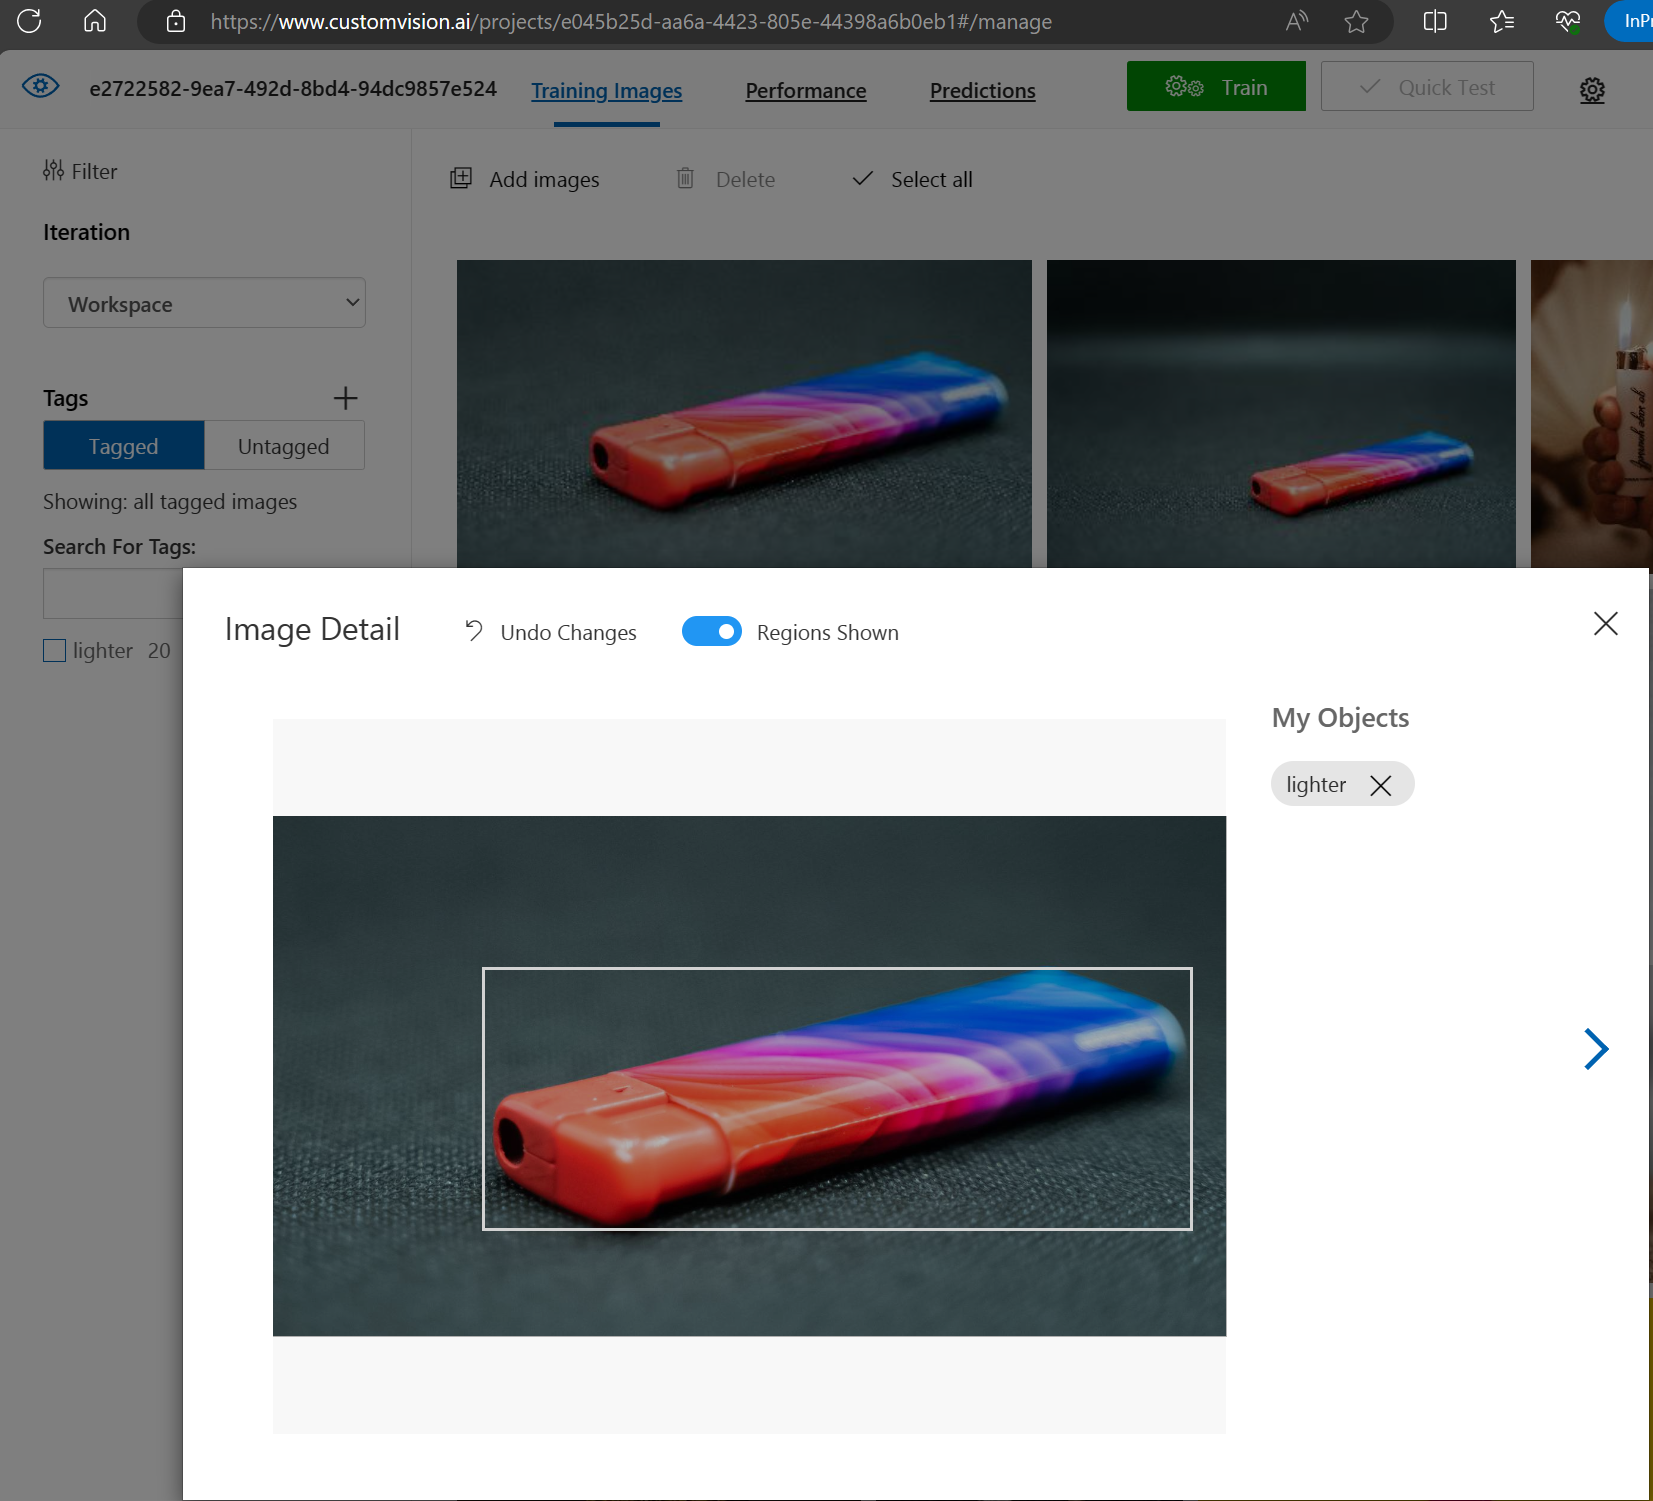 https://www.customvision.ai/projects/e045b25d-aa6a-4423-805e-44398a6b0eb1#/manage
InPr
e2722582-9ea7-492d-8bd4-94dc9857e524
Training Images
Performance
Predictions
Train
Quick Test
Filter
Add images
Delete
Select all
Iteration
Workspace
Tags
Tagged
Untagged
Showing: all tagged images
Search For Tags:
lighter 20
Image Detail
Undo Changes
Regions Shown
My Objects
lighter